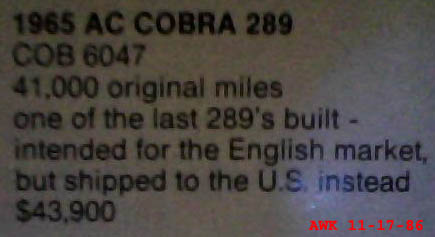 1965 AC COBRA 289
COB 6047
41,000 original miles
one of the last 289's built -
intended for the English market,
but shipped to the U.S. instead
$43,900
AWK 11-17-86